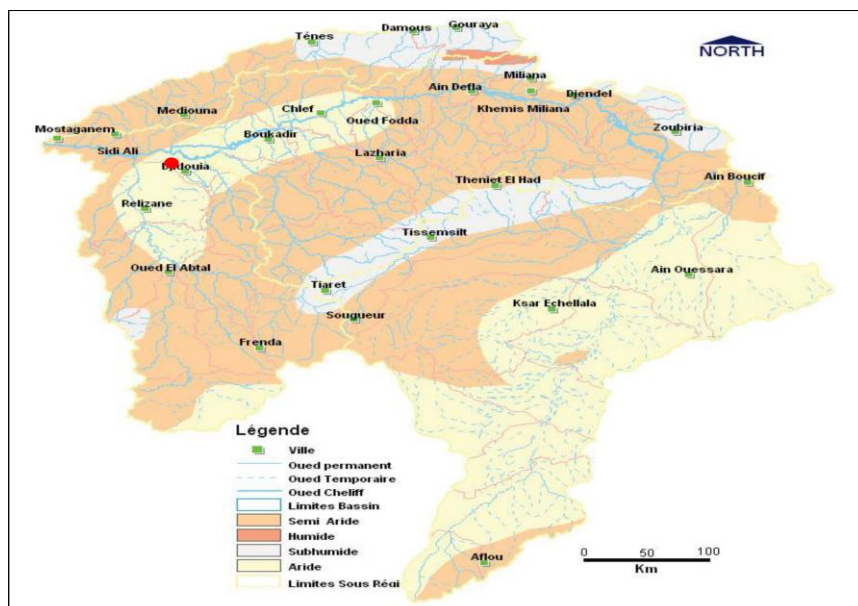 Gouraya
Damous
Ténes
NORTH
Miliana
Ain Defla
Djendel
Mediouna
Chlef
Oued Fodda
Khemis Miliana
Mostaganem
Boukadir
Zoubiria
Sidi Ali
Lazharia
Djdouia
Theniet El Had
Ain Boucif
Relizane
Tissemsilt
Oued El Abtal
Ain Ouessara
Tiaret
Ksar Echellala
Sougueur
Frenda
Légende
Ville
Oued permanent
Oued Temporaire
Oued Cheliff
Limites Bassin
Semi Aride
Humide
Subhumide
Aride
Limites Sous Régi
Aflou
0 50 100
Km